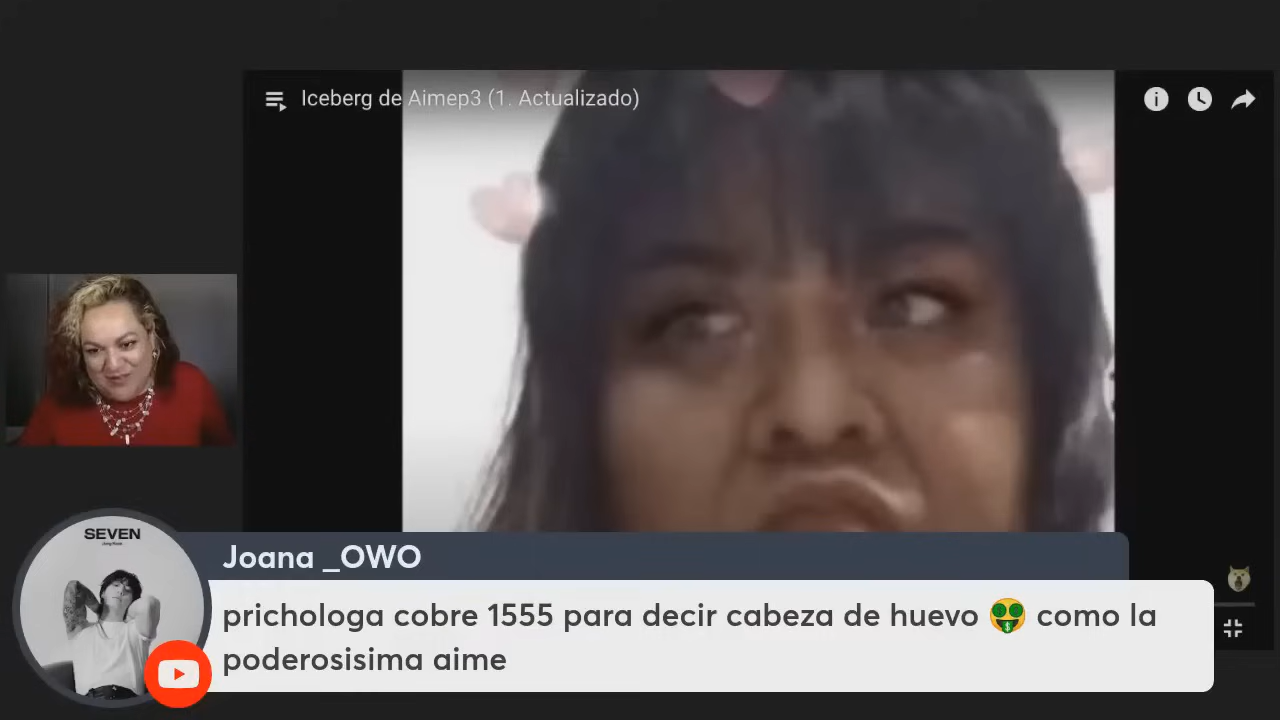 Iceberg de Aimep3 (1. Actualizado)
SEVEN
Joana _OWO
prichologa cobre 1555 para decir cabeza de huevo 🤑 como la
poderosisima aime